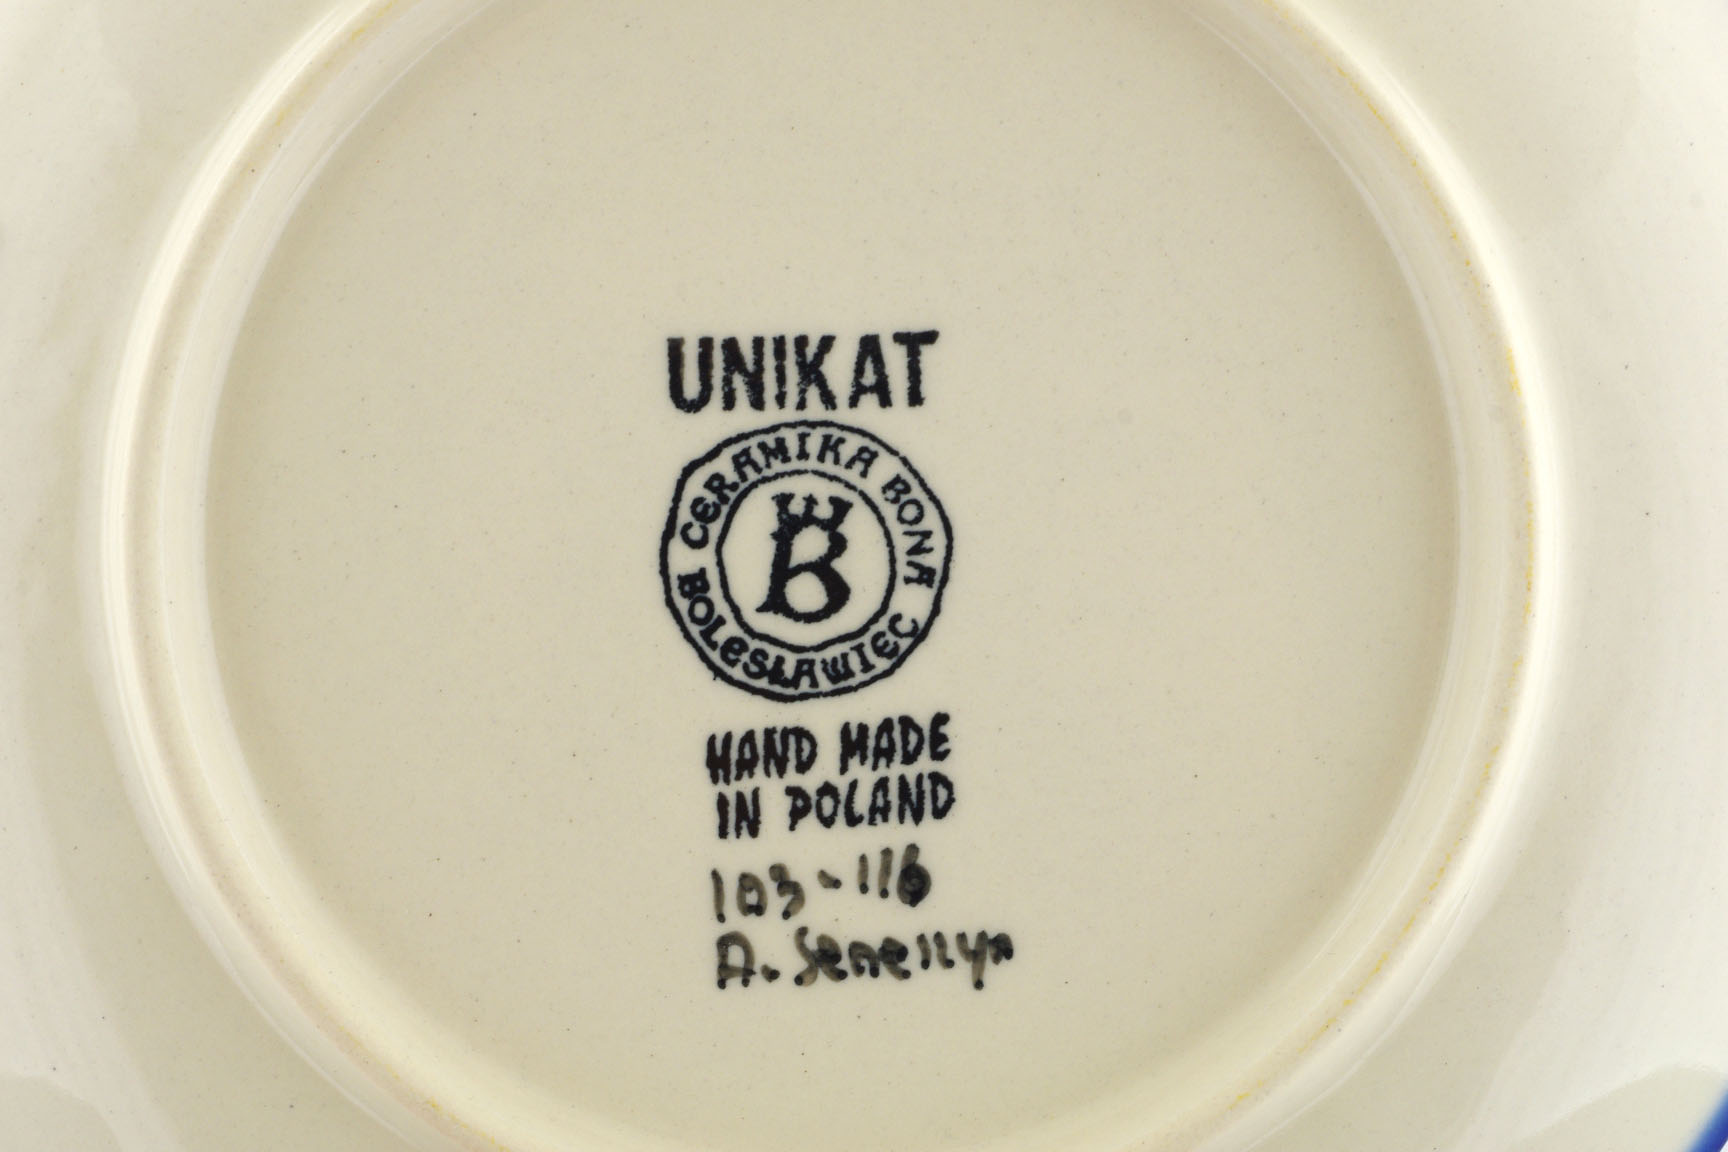 UNIKAT
CERAMIKA BONA
B
BOLESŁAWIEC
HAND MADE
IN POLAND
103-116
A.